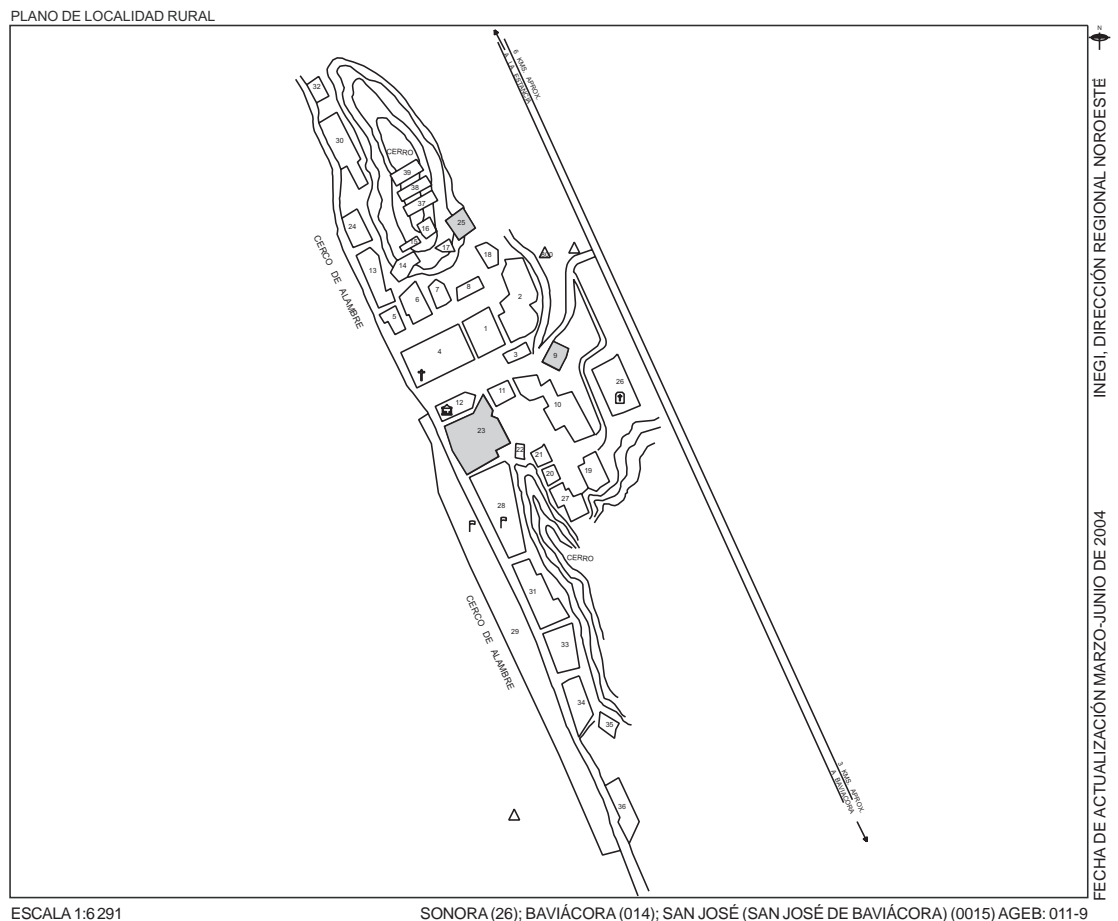 PLANO DE LOCALIDAD RURAL
N
INEGI, DIRECCIÓN REGIONAL NOROESTE
FECHA DE ACTUALIZACIÓN MARZO-JUNIO DE 2004
6 KMS APROX.
A LA ESTANCIA
32
30
CERRO
39
38
37
25
16
24
15
17
18
CERCO DE ALAMBRE
13
14
7
8
6
2
5
1
4
3
9
26
11
12
10
23
22
21
19
20
27
28
CERRO
31
CERCO DE ALAMBRE
29
33
34
35
3 KMS APROX.
A BAVIÁCORA
36
ESCALA 1:6 291
SONORA (26); BAVIÁCORA (014); SAN JOSÉ (SAN JOSÉ DE BAVIÁCORA) (0015) AGEB: 011-9